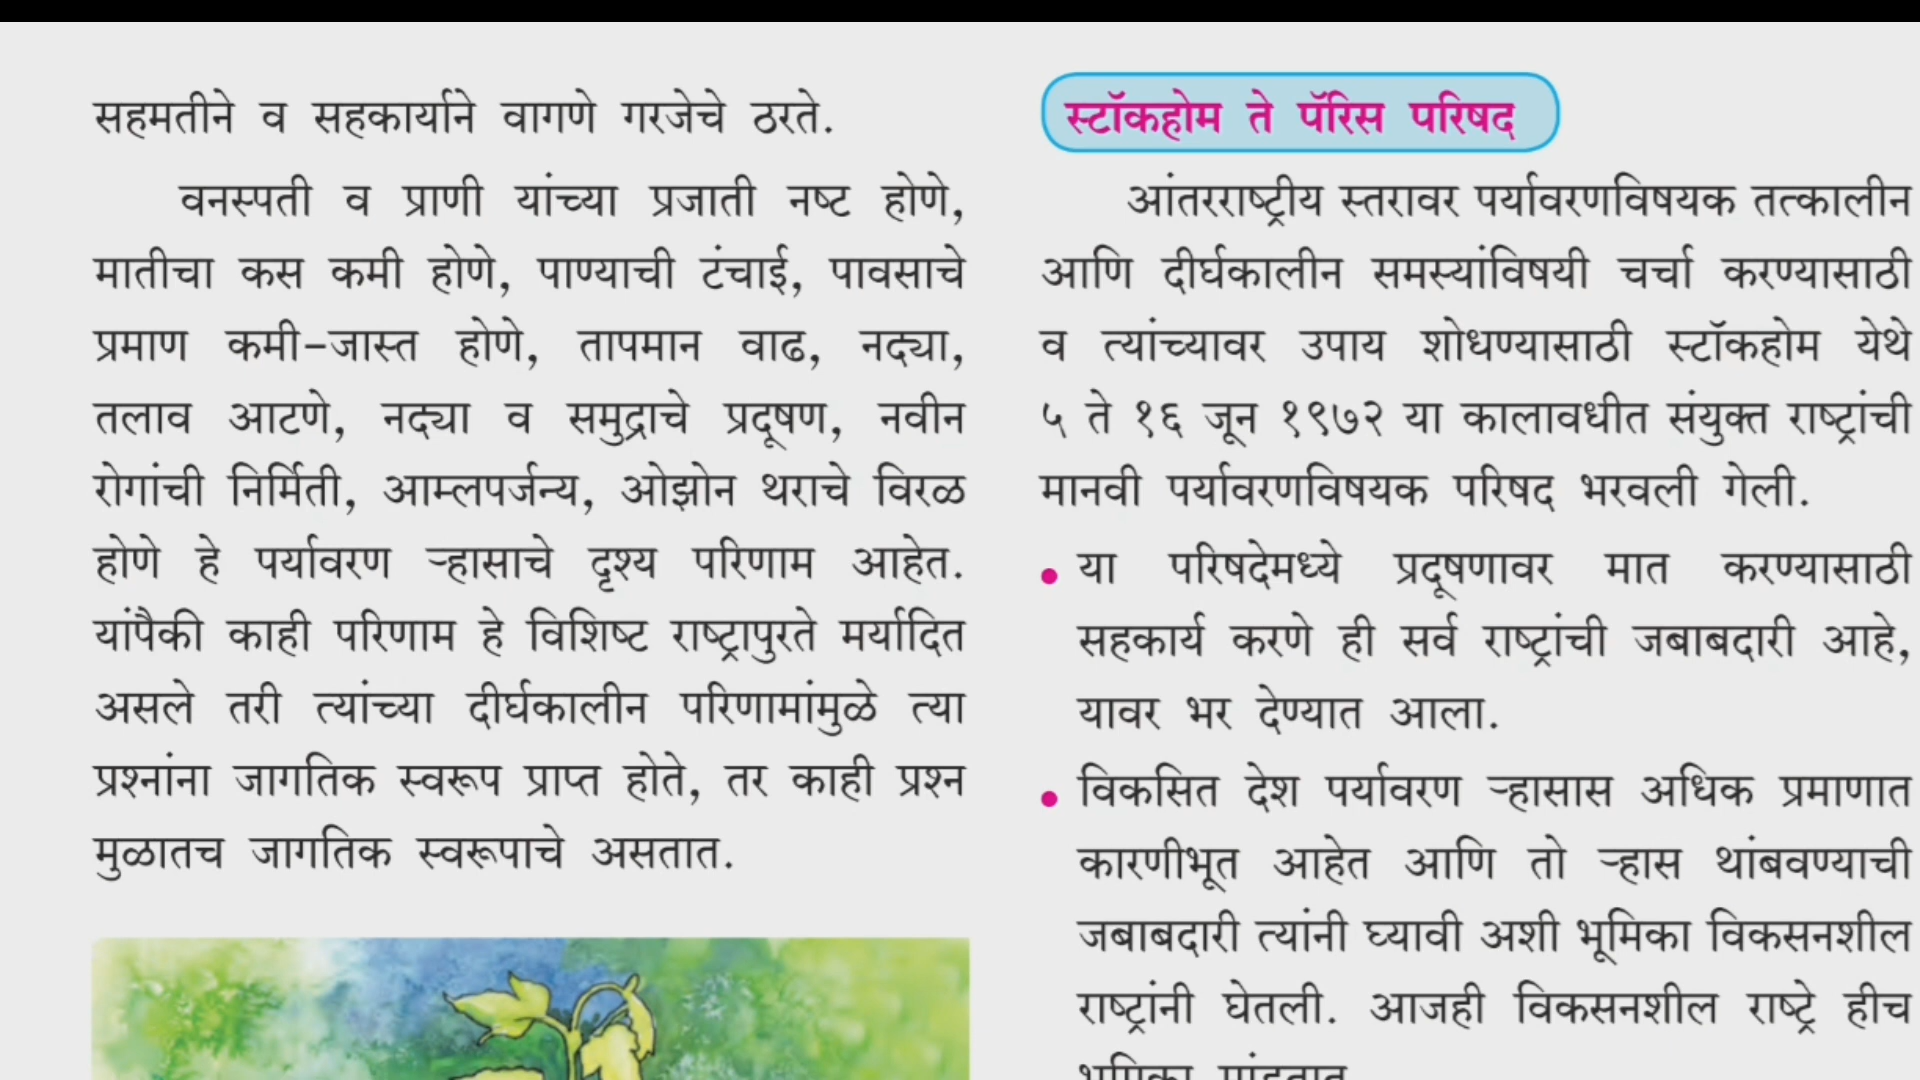 सहमतीने व सहकार्याने वागणे गरजेचे ठरते.
वनस्पती व प्राणी यांच्या प्रजाती नष्ट होणे,
मातीचा कस कमी होणे, पाण्याची टंचाई, पावसाचे
प्रमाण कमी-जास्त होणे, तापमान वाढ, नद्या,
तलाव आटणे, नद्या व समुद्राचे प्रदूषण, नवीन
रोगांची निर्मिती, आम्लपर्जन्य, ओझोन थराचे विरळ
होणे हे पर्यावरण ऱ्हासाचे दृश्य परिणाम आहेत.
यांपैकी काही परिणाम हे विशिष्ट राष्ट्रापुरते मर्यादित
असले तरी त्यांच्या दीर्घकालीन परिणामांमुळे त्या
प्रश्नांना जागतिक स्वरूप प्राप्त होते, तर काही प्रश्न
मुळातच जागतिक स्वरूपाचे असतात.
स्टॉकहोम ते पॅरिस परिषद
आंतरराष्ट्रीय स्तरावर पर्यावरणविषयक तत्कालीन
आणि दीर्घकालीन समस्यांविषयी चर्चा करण्यासाठी
व त्यांच्यावर उपाय शोधण्यासाठी स्टॉकहोम येथे
५ ते १६ जून १९७२ या कालावधीत संयुक्त राष्ट्रांची
मानवी पर्यावरणविषयक परिषद भरवली गेली.
• या परिषदेमध्ये प्रदूषणावर मात करण्यासाठी
सहकार्य करणे ही सर्व राष्ट्रांची जबाबदारी आहे,
यावर भर देण्यात आला.
• विकसित देश पर्यावरण ऱ्हासास अधिक प्रमाणात
कारणीभूत आहेत आणि तो ऱ्हास थांबवण्याची
जबाबदारी त्यांनी घ्यावी अशी भूमिका विकसनशील
राष्ट्रांनी घेतली. आजही विकसनशील राष्ट्रे हीच
भूमिका मांडतात.